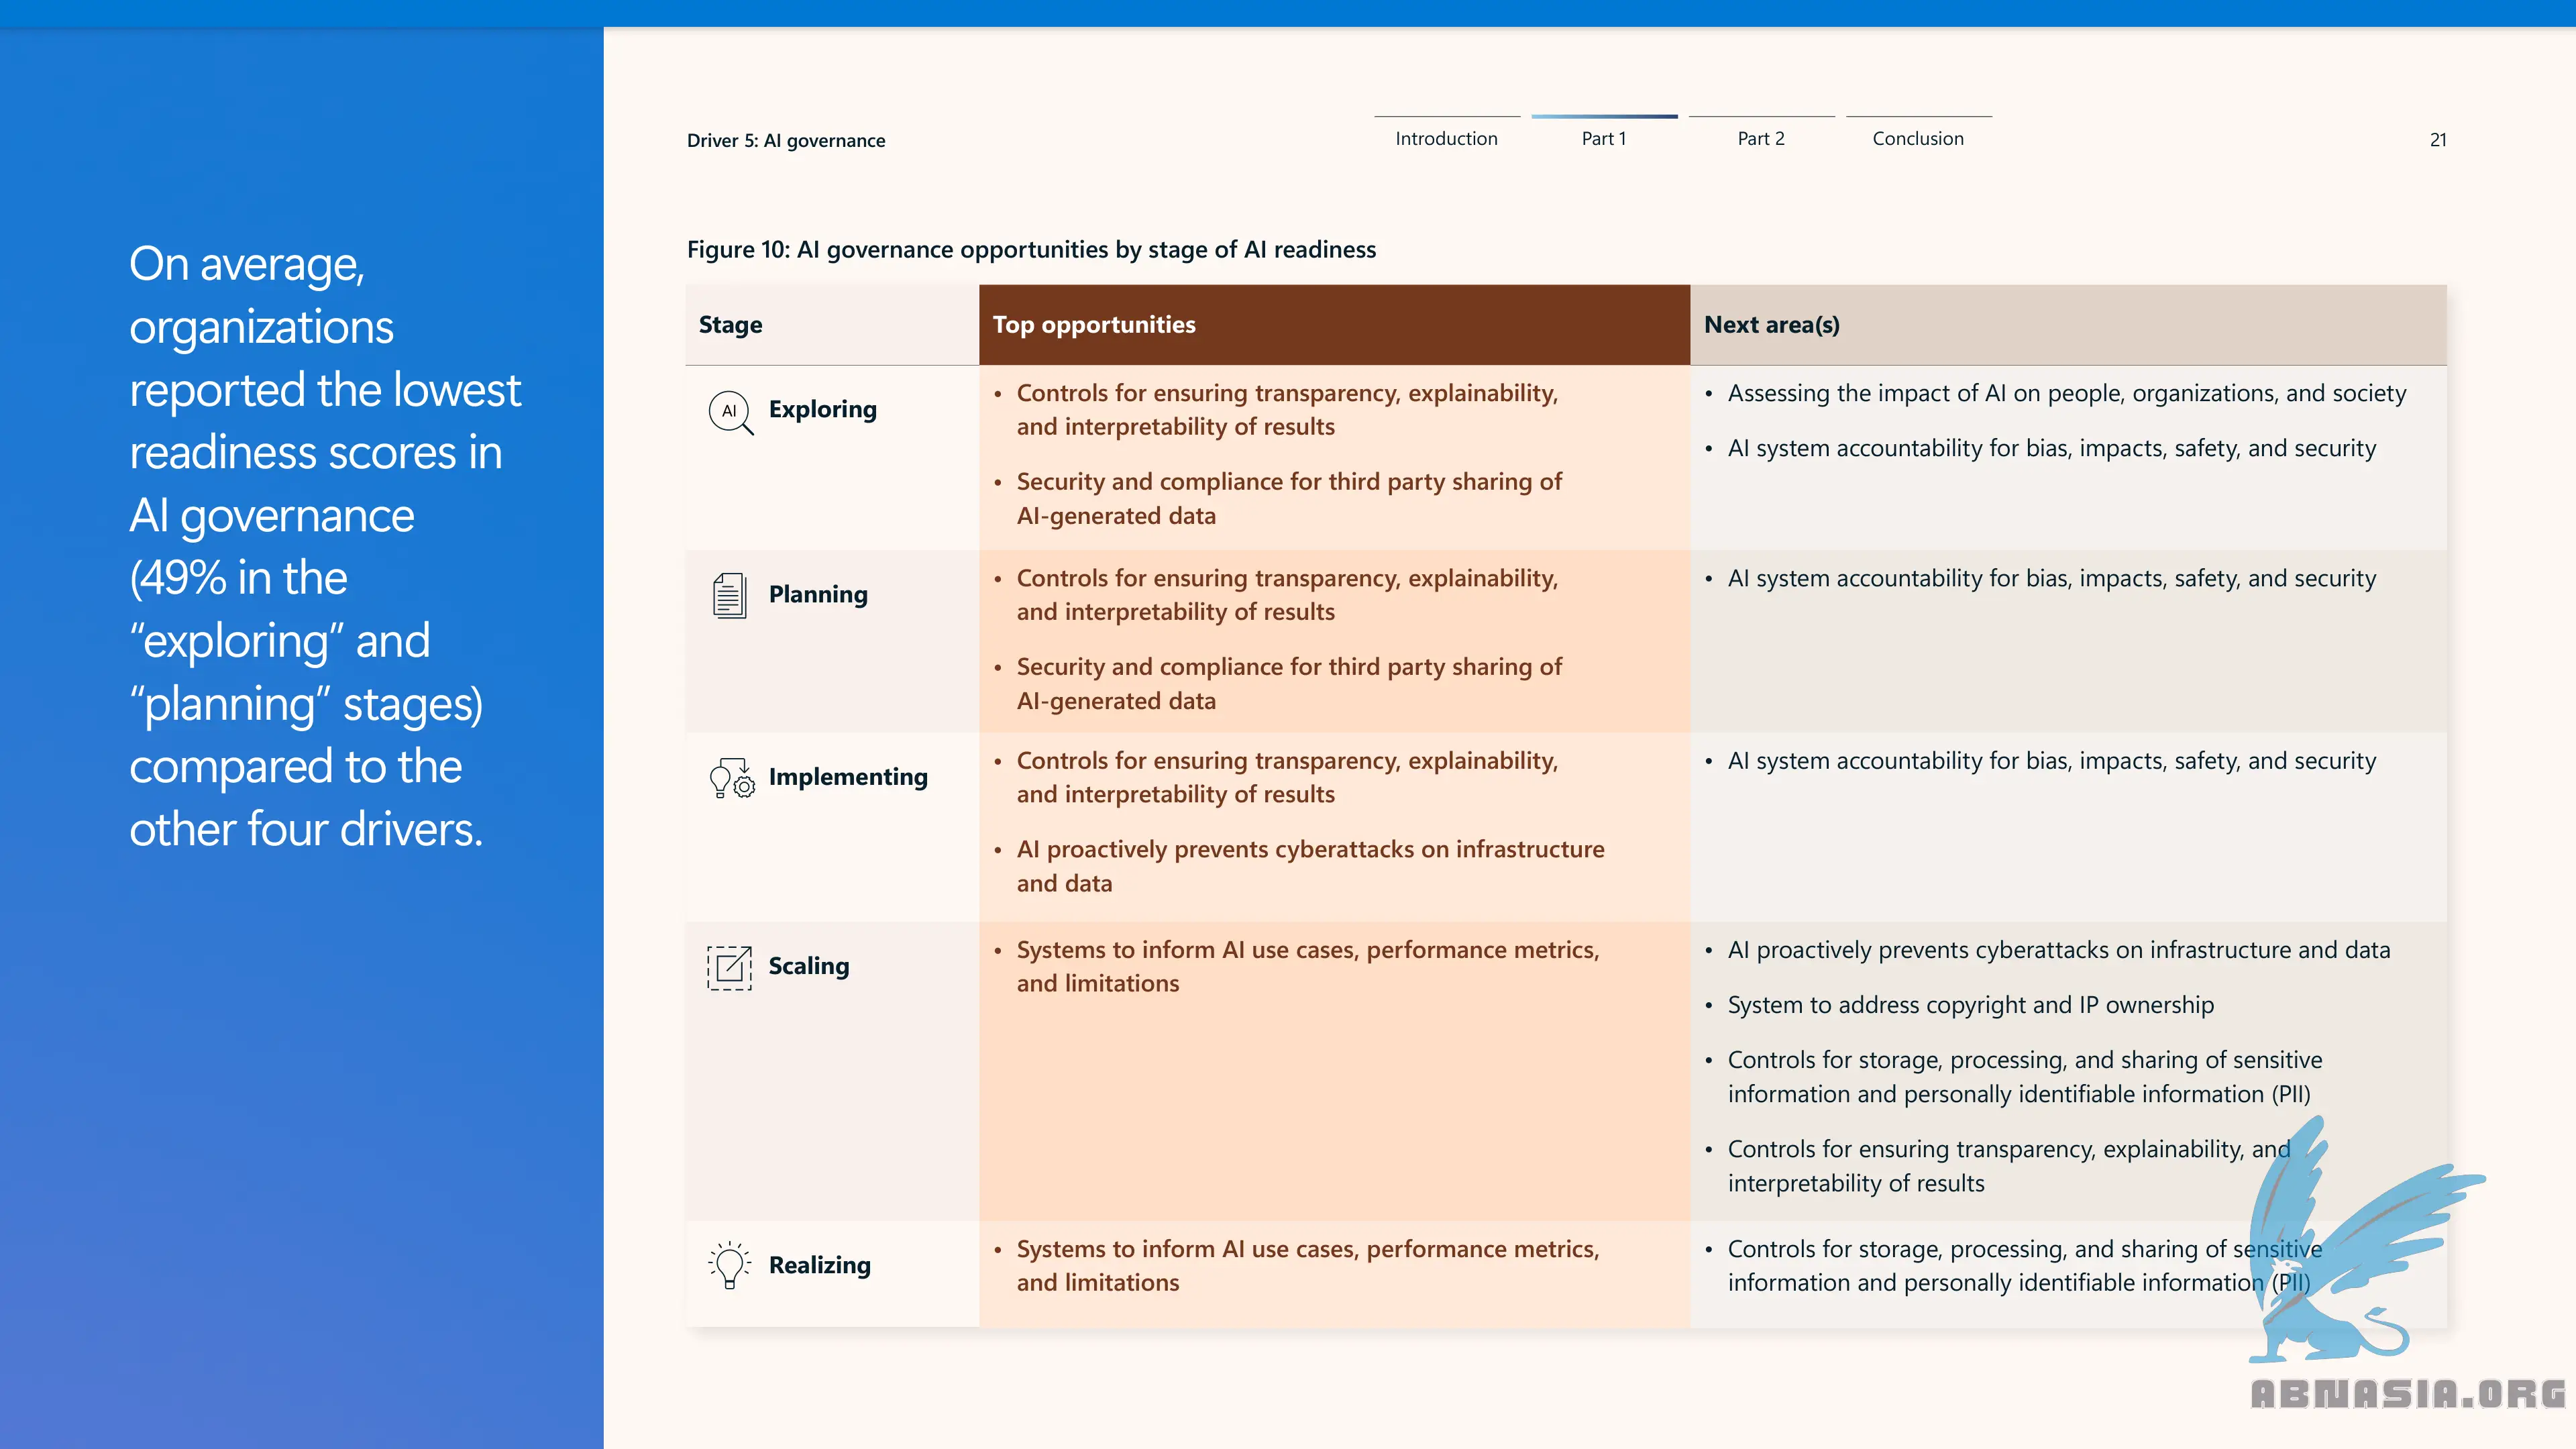 On average,
organizations
reported the lowest
readiness scores in
AI governance
(49% in the
“exploring” and
“planning” stages)
compared to the
other four drivers.
Driver 5: AI governance
Introduction
Part 1
Part 2
Conclusion
21
Figure 10: AI governance opportunities by stage of AI readiness
Stage
Top opportunities
Next area(s)
AI
Exploring
• Controls for ensuring transparency, explainability,
and interpretability of results
• Security and compliance for third party sharing of
AI-generated data
• Assessing the impact of AI on people, organizations, and society
• AI system accountability for bias, impacts, safety, and security
Planning
• Controls for ensuring transparency, explainability,
and interpretability of results
• Security and compliance for third party sharing of
AI-generated data
• AI system accountability for bias, impacts, safety, and security
Implementing
• Controls for ensuring transparency, explainability,
and interpretability of results
• AI proactively prevents cyberattacks on infrastructure
and data
• AI system accountability for bias, impacts, safety, and security
Scaling
• Systems to inform AI use cases, performance metrics,
and limitations
• AI proactively prevents cyberattacks on infrastructure and data
• System to address copyright and IP ownership
• Controls for storage, processing, and sharing of sensitive
information and personally identifiable information (PII)
• Controls for ensuring transparency, explainability, and
interpretability of results
Realizing
• Systems to inform AI use cases, performance metrics,
and limitations
• Controls for storage, processing, and sharing of sensitive
information and personally identifiable information (PII)
ABNASIA.ORG